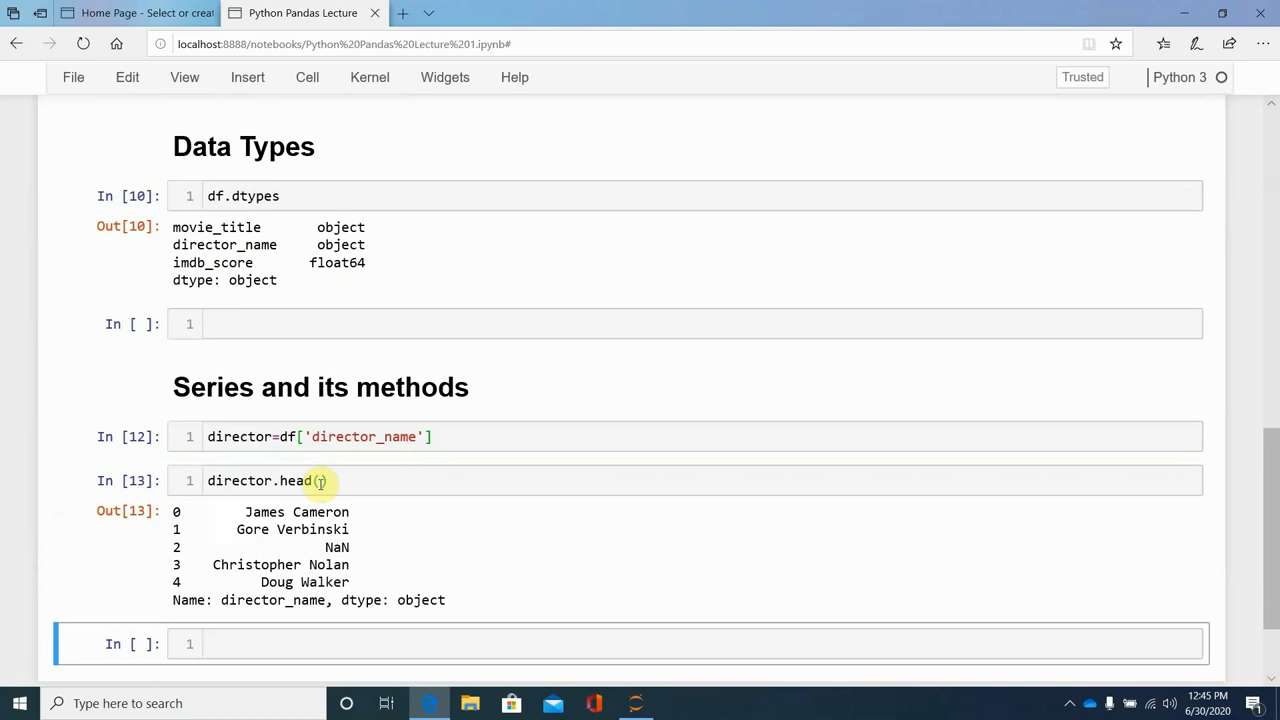 Home Page - Select or creat
Python Pandas Lecture
localhost:8888/notebooks/Python%20Pandas%20Lecture%201.ipynb#
File Edit View Insert Cell Kernel Widgets Help Trusted Python 3
Data Types
In [10]: 1 df.dtypes
Out[10]: movie_title object
director_name object
imdb_score float64
dtype: object
In [ ]: 1
Series and its methods
In [12]: 1 director=df['director_name']
In [13]: 1 director.head()
Out[13]: 0 James Cameron
1 Gore Verbinski
2 NaN
3 Christopher Nolan
4 Doug Walker
Name: director_name, dtype: object
In [ ]: 1
Type here to search
12:45 PM
6/30/2020
1